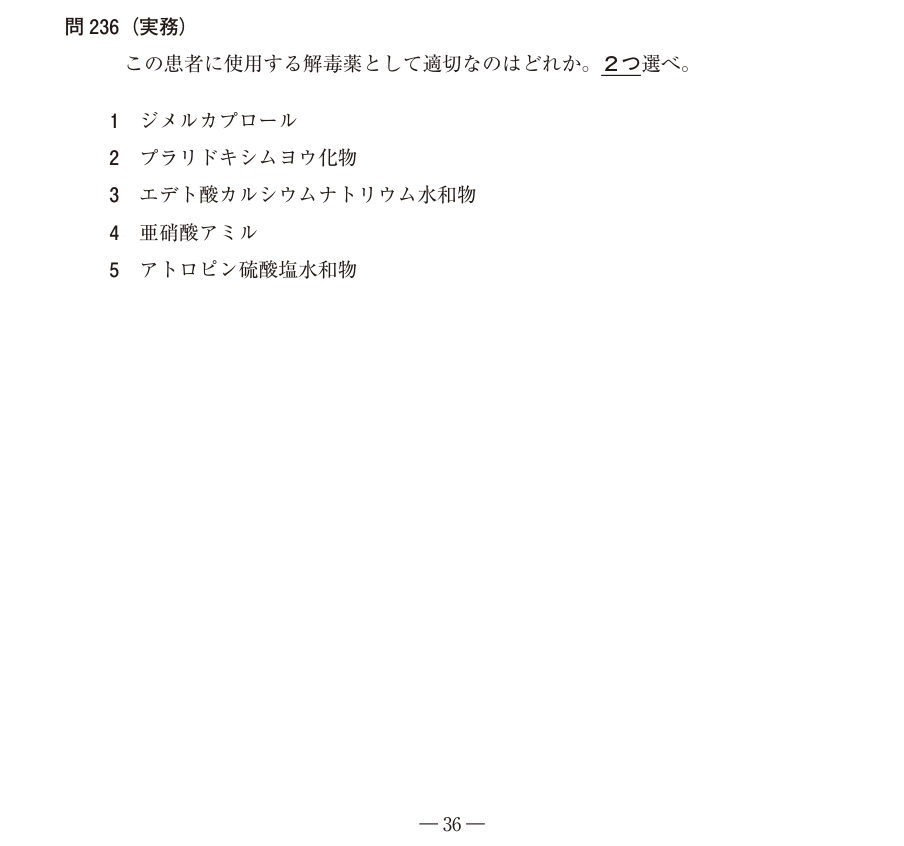 問 236（実務）
この患者に使用する解毒薬として適切なのはどれか。２つ選べ。
1　ジメルカプロール
2　プラリドキシムヨウ化物
3　エデト酸カルシウムナトリウム水和物
4　亜硝酸アミル
5　アトロピン硫酸塩水和物
― 36 ―